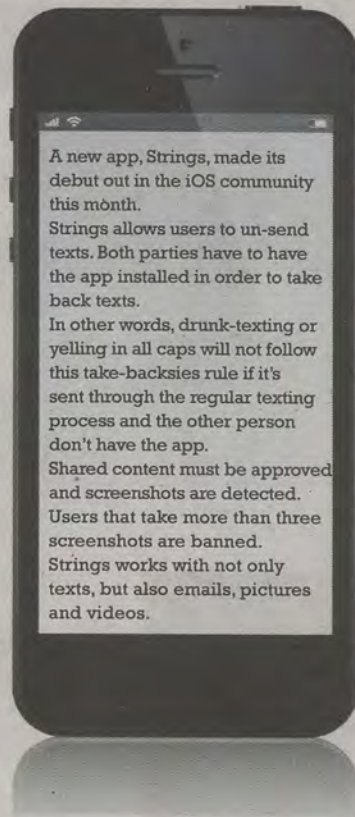 A new app, Strings, made its
debut out in the iOS community
this month.
Strings allows users to un-send
texts. Both parties have to have
the app installed in order to take
back texts.
In other words, drunk-texting or
yelling in all caps will not follow
this take-backsies rule if it's
sent through the regular texting
process and the other person
don't have the app.
Shared content must be approved
and screenshots are detected.
Users that take more than three
screenshots are banned.
Strings works with not only
texts, but also emails, pictures
and videos.